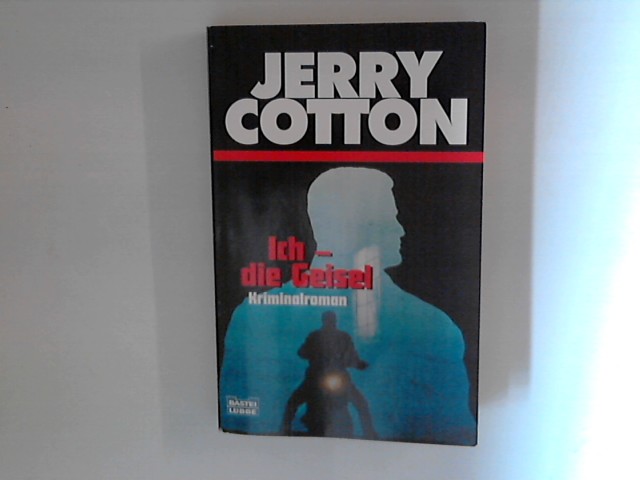 JERRY
COTTON
Ich –
die Geisel
Kriminalroman
BASTEI
LÜBBE